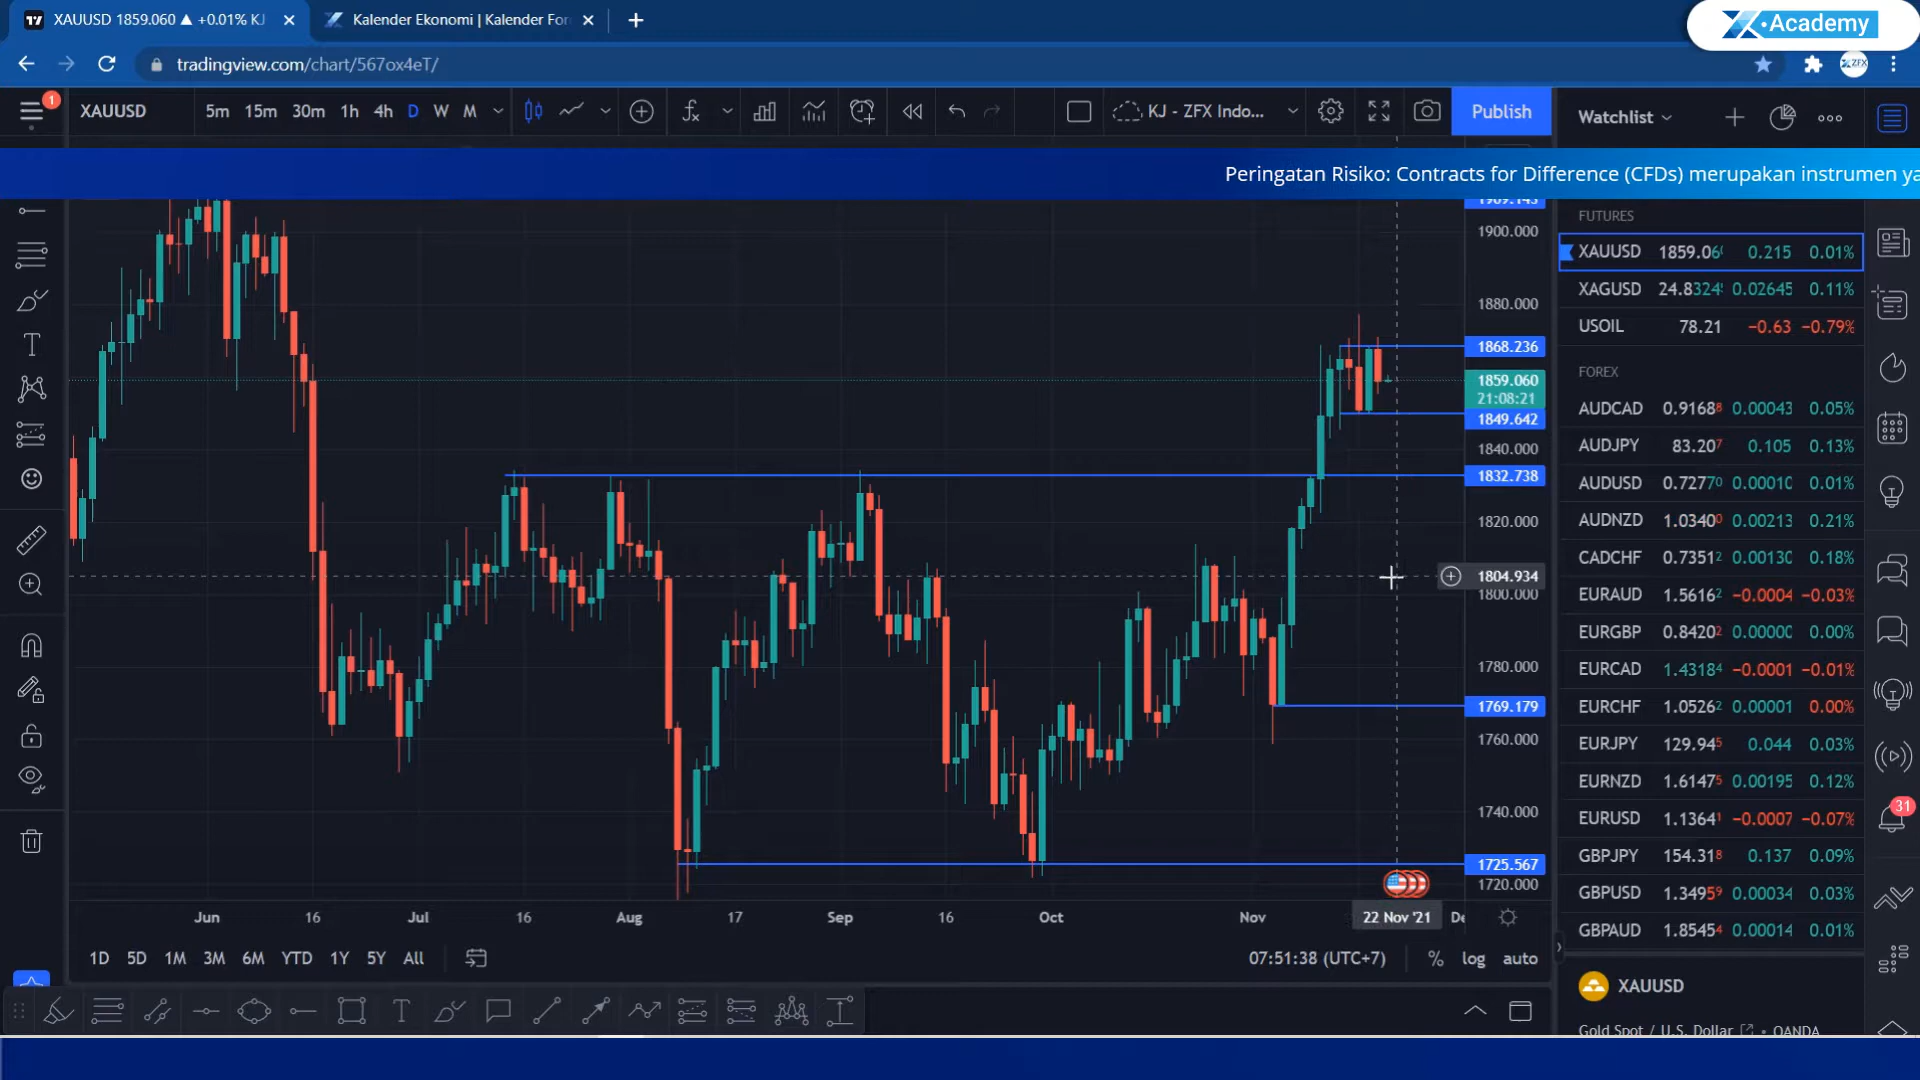 XAUUSD 1859.060 ▲ +0.01% KJ
Kalender Ekonomi | Kalender For
Academy
tradingview.com/chart/567ox4eT/
ZFX
1
XAUUSD
5m 15m 30m 1h 4h D W M
KJ - ZFX Indo...
Publish
Watchlist
Peringatan Risiko: Contracts for Difference (CFDs) merupakan instrumen ya
1909.143
1900.000
1880.000
1868.236
1859.060
21:08:21
1849.642
1840.000
1832.738
1820.000
1804.934
1800.000
1780.000
1769.179
1760.000
1740.000
1725.567
1720.000
FUTURES
XAUUSD 1859.06 0.215 0.01%
XAGUSD 24.8324 0.02645 0.11%
USOIL 78.21 −0.63 −0.79%
FOREX
AUDCAD 0.91688 0.00043 0.05%
AUDJPY 83.207 0.105 0.13%
AUDUSD 0.72770 0.00010 0.01%
AUDNZD 1.03400 0.00213 0.21%
CADCHF 0.73512 0.00130 0.18%
EURAUD 1.56162 −0.0004 −0.03%
EURGBP 0.84202 0.00000 0.00%
EURCAD 1.43184 −0.0001 −0.01%
EURCHF 1.05262 0.00001 0.00%
EURJPY 129.945 0.044 0.03%
EURNZD 1.61475 0.00195 0.12%
EURUSD 1.13641 −0.0007 −0.07%
GBPJPY 154.318 0.137 0.09%
GBPUSD 1.34959 0.00034 0.03%
GBPAUD 1.85454 0.00014 0.01%
31
Jun 16 Jul 16 Aug 17 Sep 16 Oct Nov 22 Nov '21 De
1D 5D 1M 3M 6M YTD 1Y 5Y All
07:51:38 (UTC+7) % log auto
XAUUSD
Gold Spot / U.S. Dollar • OANDA